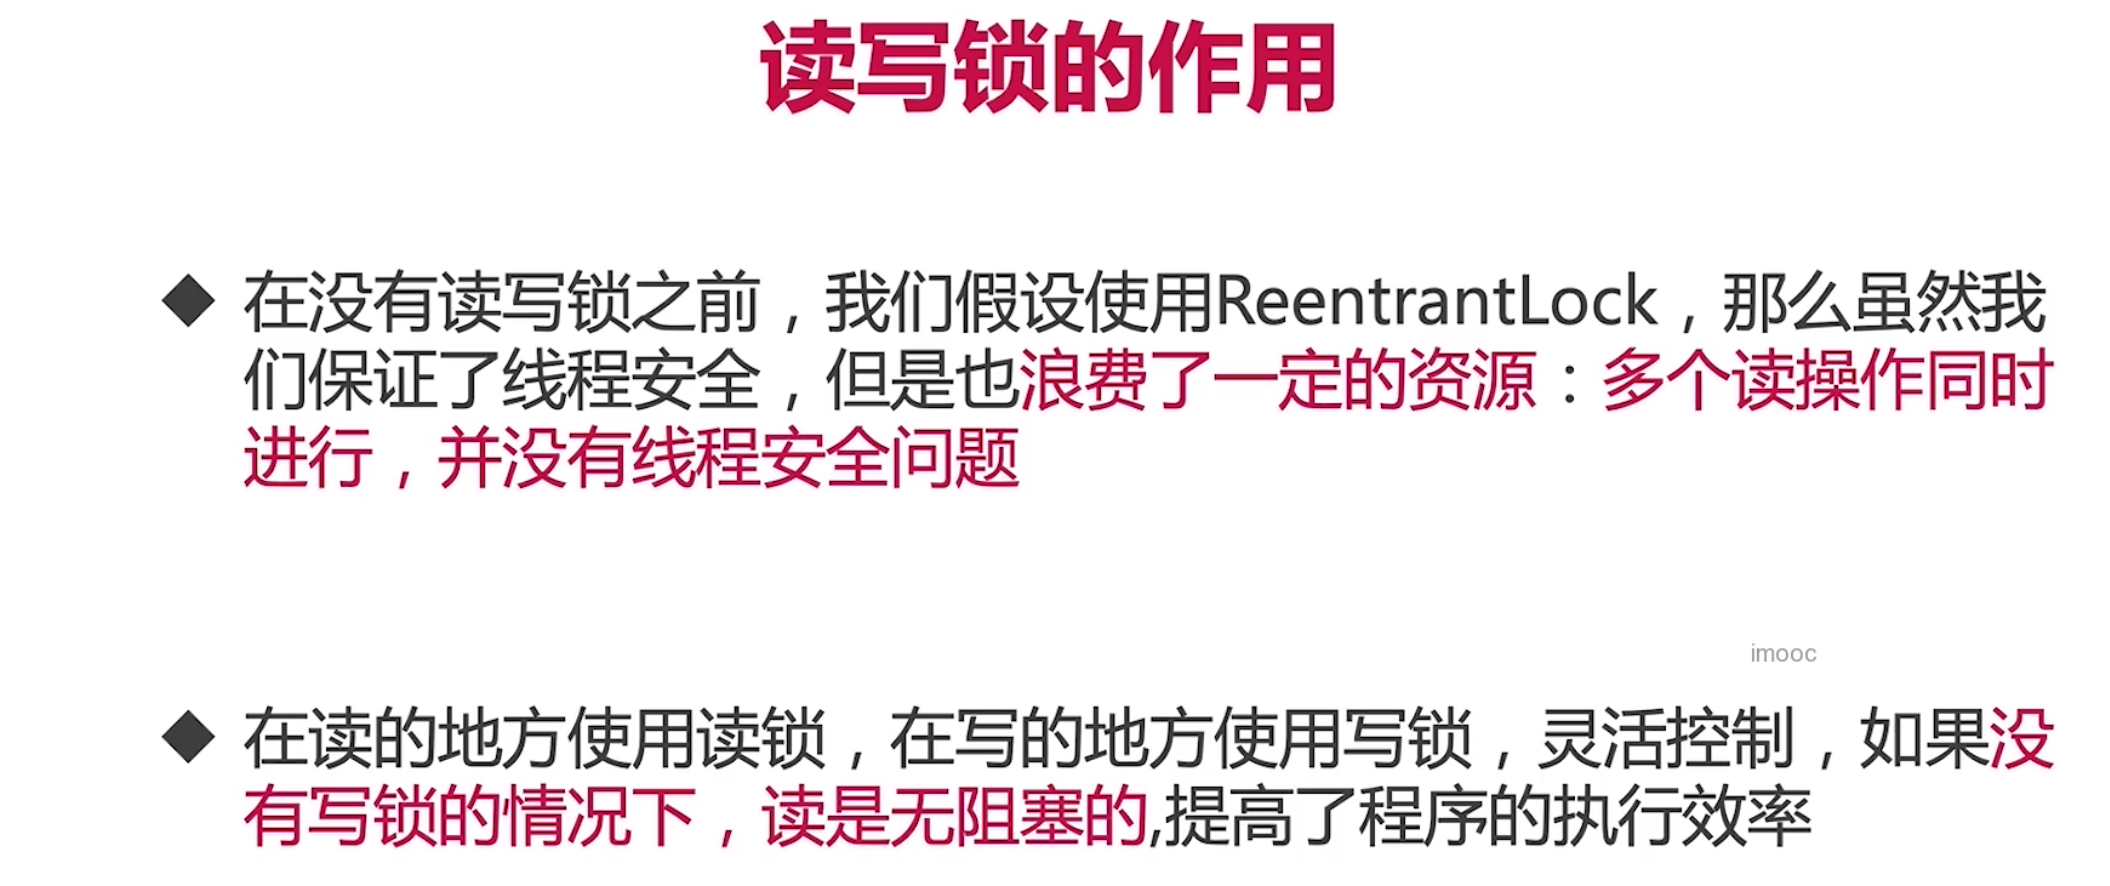 读写锁的作用
在没有读写锁之前，我们假设使用ReentrantLock，那么虽然我
们保证了线程安全，但是也浪费了一定的资源：多个读操作同时
进行，并没有线程安全问题
imooc
在读的地方使用读锁，在写的地方使用写锁，灵活控制，如果没
有写锁的情况下，读是无阻塞的,提高了程序的执行效率